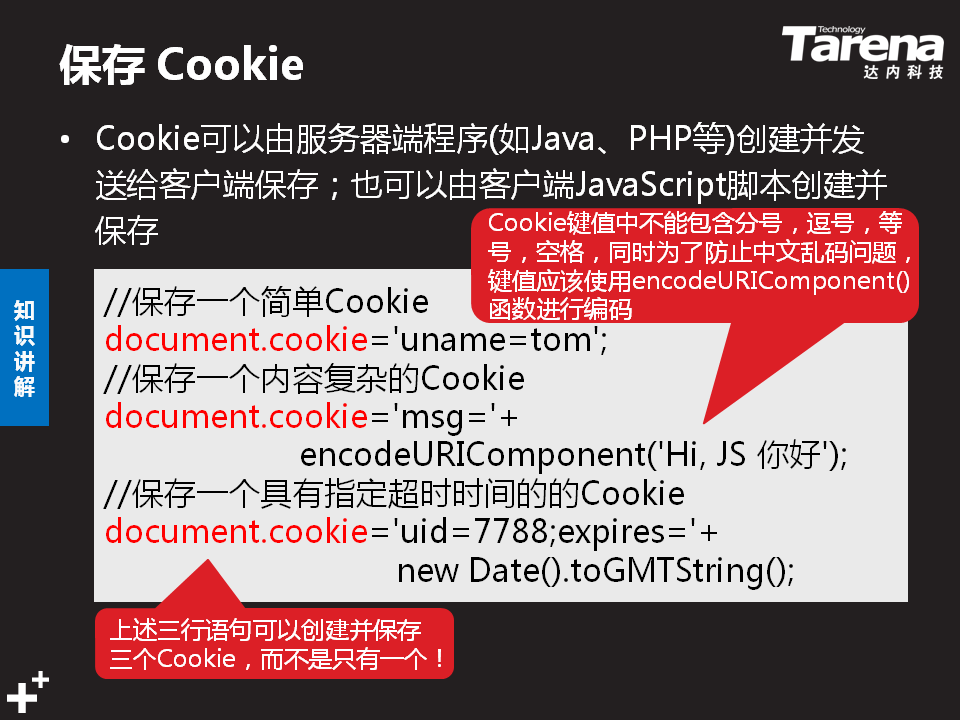 保存 Cookie
Technology
Tarena
达内科技
• Cookie可以由服务器端程序(如Java、PHP等)创建并发
送给客户端保存；也可以由客户端JavaScript脚本创建并
保存
Cookie键值中不能包含分号，逗号，等
号，空格，同时为了防止中文乱码问题，
键值应该使用encodeURIComponent()
函数进行编码
知
识
讲
解
//保存一个简单Cookie
document.cookie='uname=tom';
//保存一个内容复杂的Cookie
document.cookie='msg='+
encodeURIComponent('Hi, JS 你好');
//保存一个具有指定超时时间的的Cookie
document.cookie='uid=7788;expires='+
new Date().toGMTString();
上述三行语句可以创建并保存
三个Cookie，而不是只有一个！